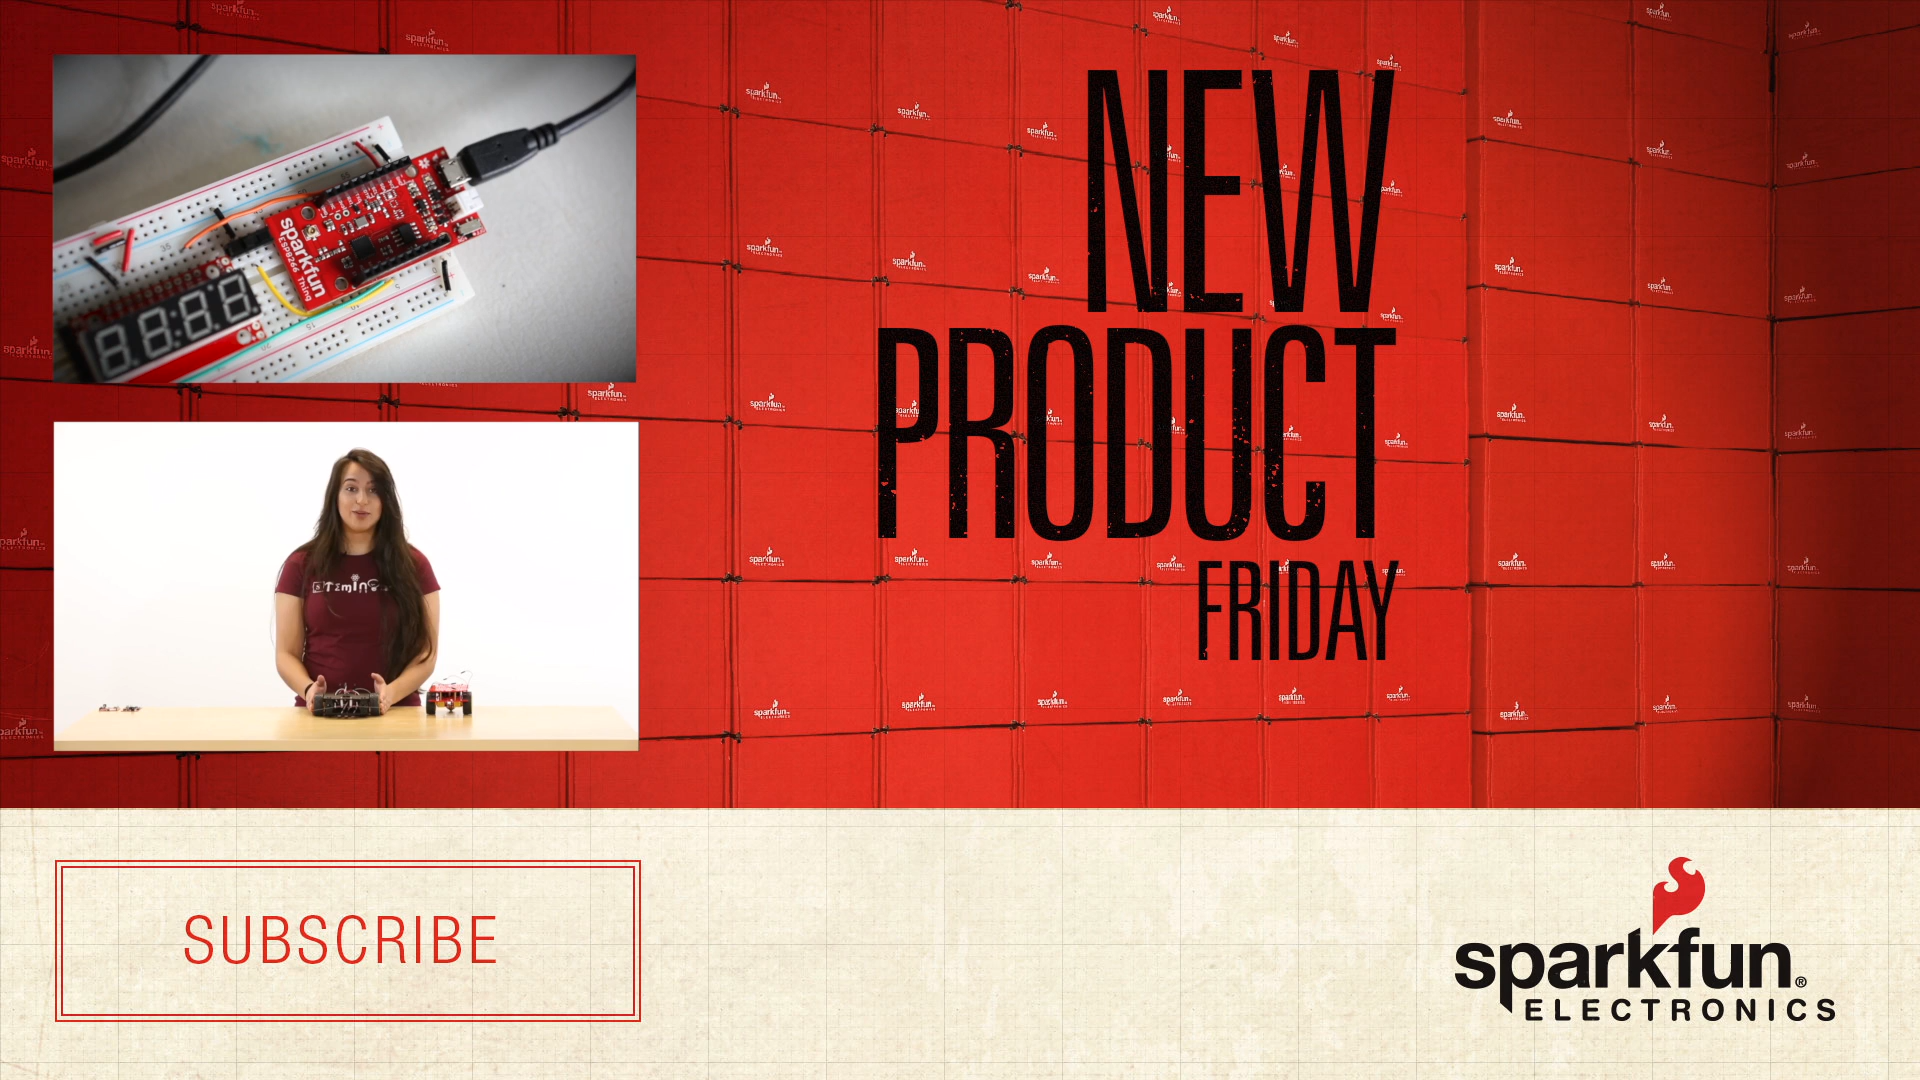 NEW
PRODUCT
FRIDAY
sparkfun
ESP8266 Thing
SUBSCRIBE
sparkfun®
ELECTRONICS